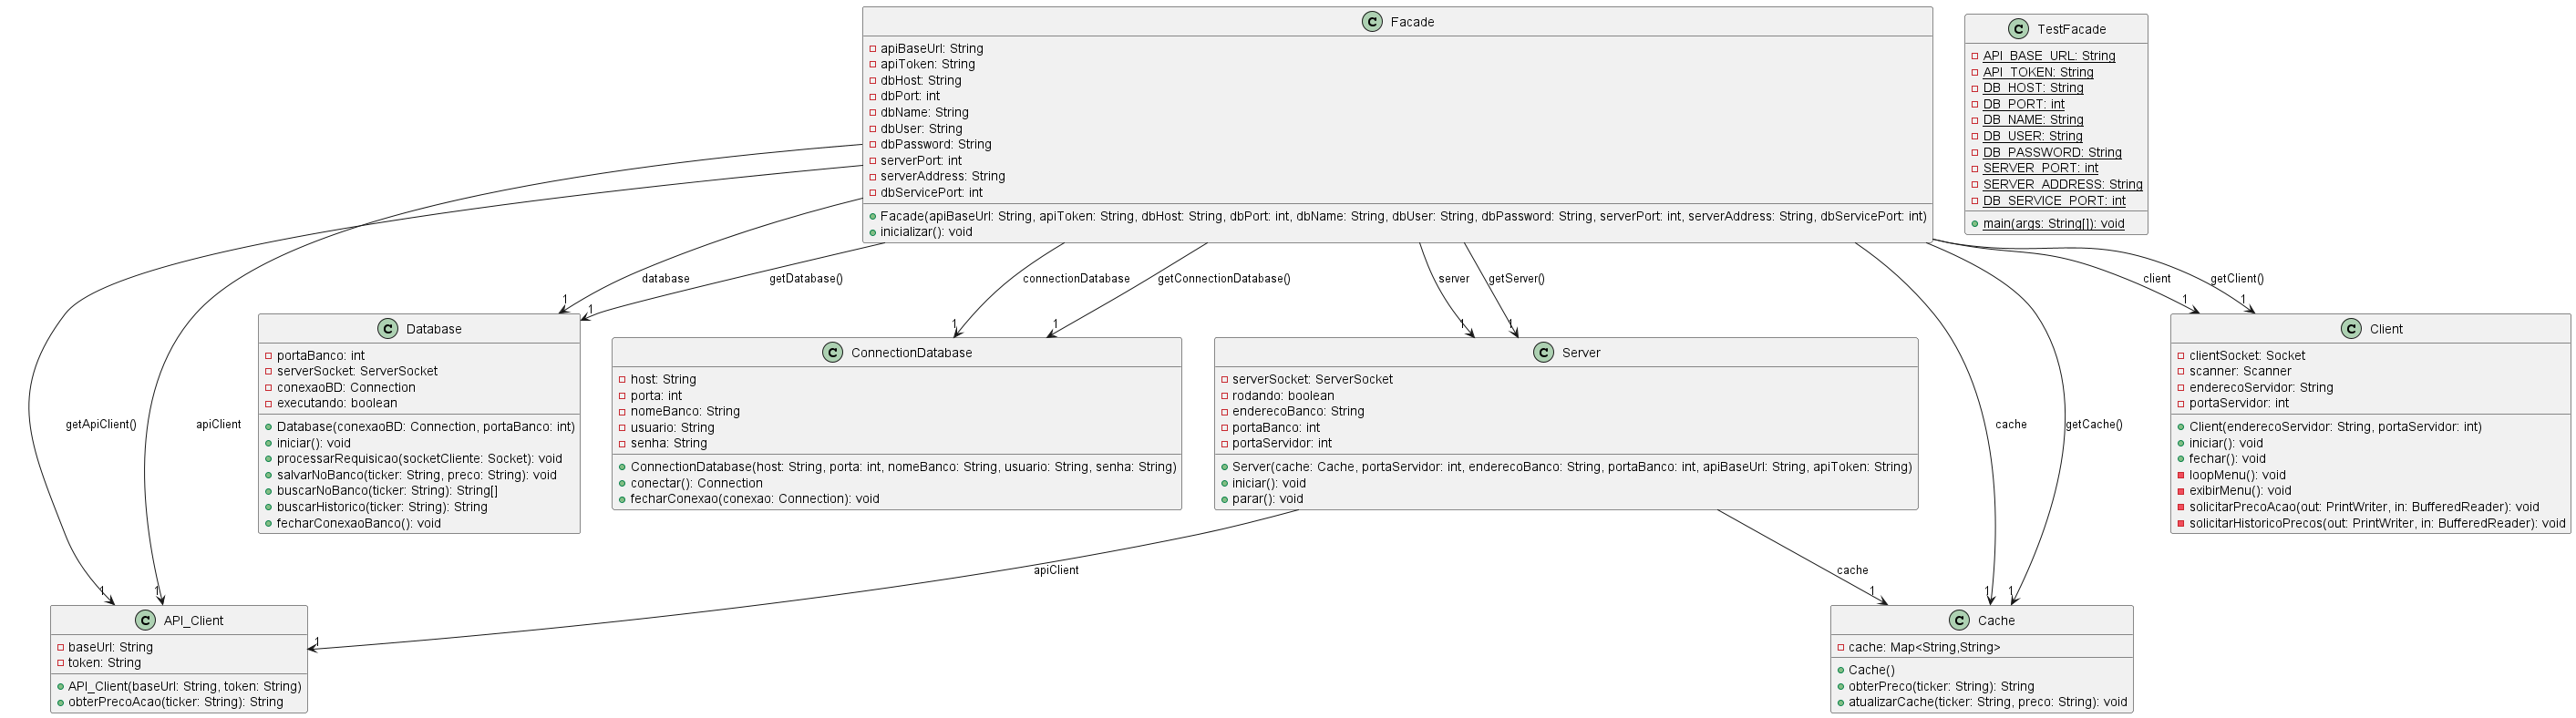 C Facade
apiBaseUrl: String
apiToken: String
dbHost: String
dbPort: int
dbName: String
dbUser: String
dbPassword: String
serverPort: int
serverAddress: String
dbServicePort: int
Facade(apiBaseUrl: String, apiToken: String, dbHost: String, dbPort: int, dbName: String, dbUser: String, dbPassword: String, serverPort: int, serverAddress: String, dbServicePort: int)
inicializar(): void
C TestFacade
API_BASE_URL: String
API_TOKEN: String
DB_HOST: String
DB_PORT: int
DB_NAME: String
DB_USER: String
DB_PASSWORD: String
SERVER_PORT: int
SERVER_ADDRESS: String
DB_SERVICE_PORT: int
main(args: String[]): void
database
getDatabase()
connectionDatabase
getConnectionDatabase()
server
getServer()
client
getClient()
1
1
1
1
1
1
1
1
C Database
portaBanco: int
serverSocket: ServerSocket
conexaoBD: Connection
executando: boolean
Database(conexaoBD: Connection, portaBanco: int)
iniciar(): void
processarRequisicao(socketCliente: Socket): void
salvarNoBanco(ticker: String, preco: String): void
buscarNoBanco(ticker: String): String[]
buscarHistorico(ticker: String): String
fecharConexaoBanco(): void
C ConnectionDatabase
host: String
porta: int
nomeBanco: String
usuario: String
senha: String
ConnectionDatabase(host: String, porta: int, nomeBanco: String, usuario: String, senha: String)
conectar(): Connection
fecharConexao(conexao: Connection): void
C Server
serverSocket: ServerSocket
rodando: boolean
enderecoBanco: String
portaBanco: int
portaServidor: int
Server(cache: Cache, portaServidor: int, enderecoBanco: String, portaBanco: int, apiBaseUrl: String, apiToken: String)
iniciar(): void
parar(): void
C Client
clientSocket: Socket
scanner: Scanner
enderecoServidor: String
portaServidor: int
Client(enderecoServidor: String, portaServidor: int)
iniciar(): void
fechar(): void
loopMenu(): void
exibirMenu(): void
solicitarPrecoAcao(out: PrintWriter, in: BufferedReader): void
solicitarHistoricoPrecos(out: PrintWriter, in: BufferedReader): void
getApiClient()
apiClient
cache
getCache()
apiClient
cache
1
1
1
1
1
1
C API_Client
baseUrl: String
token: String
API_Client(baseUrl: String, token: String)
obterPrecoAcao(ticker: String): String
C Cache
cache: Map<String,String>
Cache()
obterPreco(ticker: String): String
atualizarCache(ticker: String, preco: String): void